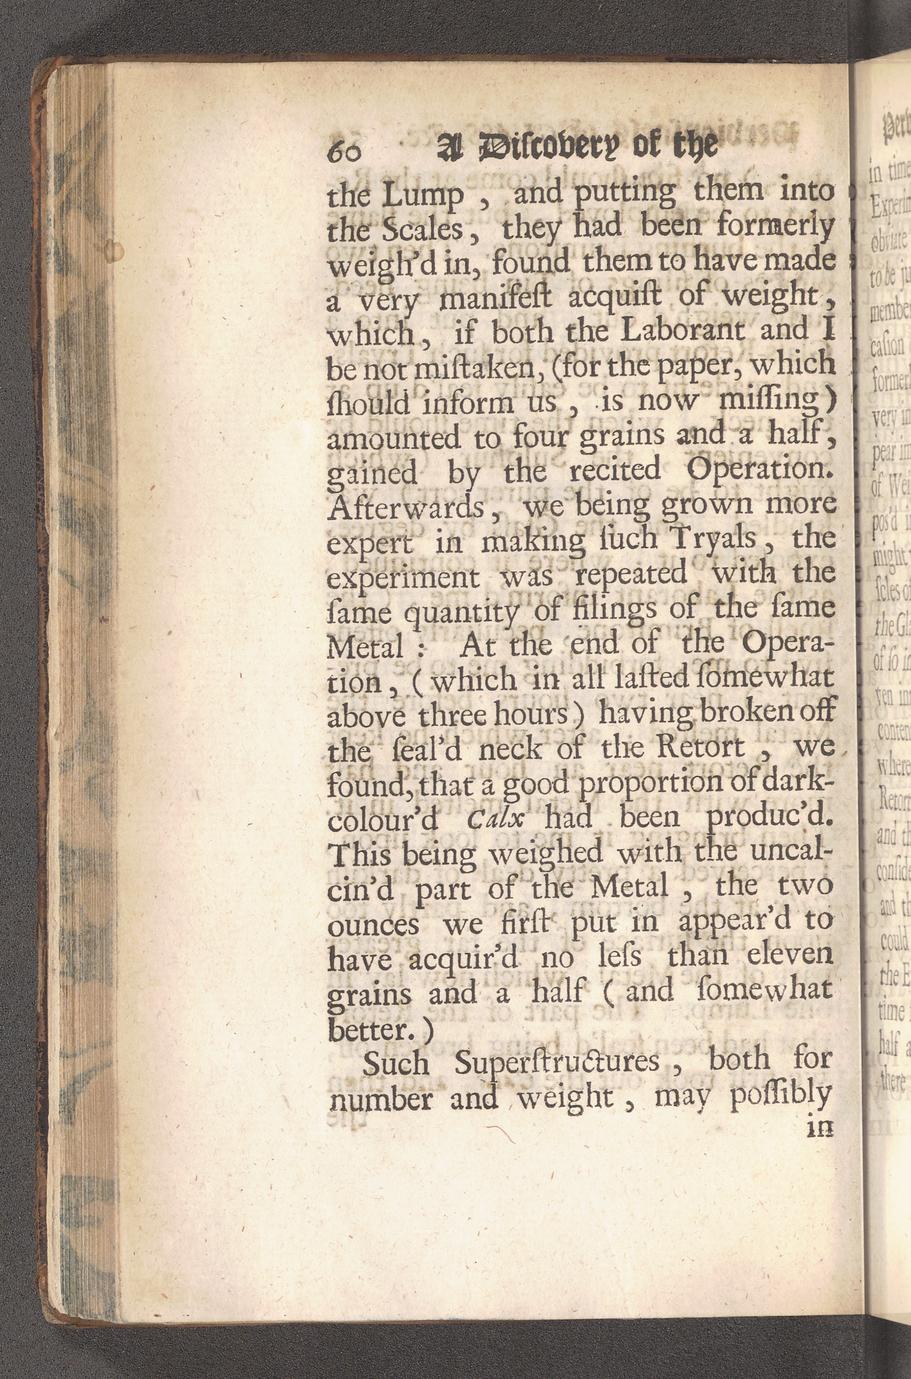 60 A Diſcovery of the
the Lump , and putting them into
the Scales, they had been formerly
weigh'd in, found them to have made
a very manifeſt acquiſt of weight,
which, if both the Laborant and I
be not miſtaken, (for the paper, which
ſhould inform us , is now miſſing)
amounted to four grains and a half,
gained by the recited Operation.
Afterwards, we being grown more
expert in making ſuch Tryals, the
experiment was repeated with the
ſame quantity of filings of the ſame
Metal : At the end of the Opera-
tion, ( which in all laſted ſomewhat
above three hours) having broken off
the ſeal'd neck of the Retort , we
found, that a good proportion of dark-
colour'd Calx had been produc'd.
This being weighed with the uncal-
cin'd part of the Metal , the two
ounces we firſt put in appear'd to
have acquir'd no leſs than eleven
grains and a half ( and ſomewhat
better. )
Such Superſtructures , both for
number and weight , may poſſibly
in